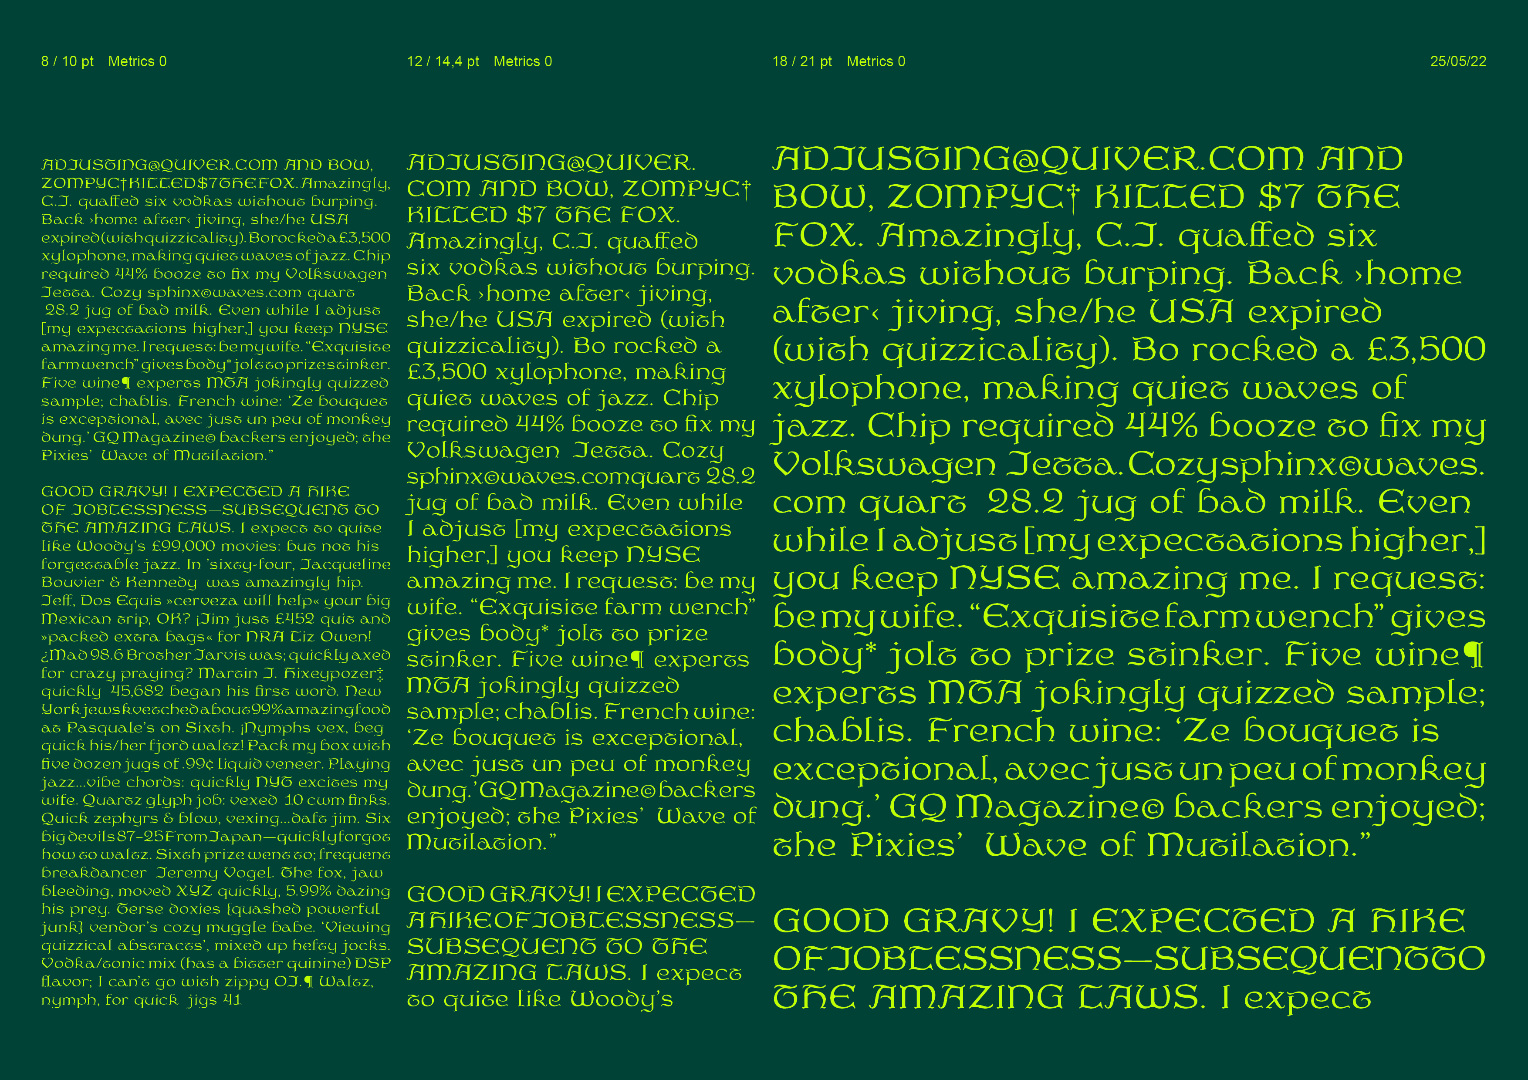 8 / 10 pt Metrics 0
12 / 14,4 pt Metrics 0
18 / 21 pt Metrics 0
25/05/22
ADJUSTING@QUIVER.COM AND BOW,
ZOMPYC† KILLED $7 THE FOX. Amazingly,
C.J. quaffed six vodkas without burping.
Back ›home after‹ jiving, she/he USA
expired (with quizzicality). Bo rocked a £3,500
xylophone, making quiet waves of jazz. Chip
required 44% booze to fix my Volkswagen
Jetta. Cozy sphinx©waves.com quart
28.2 jug of bad milk. Even while I adjust
[my expectations higher,] you keep NYSE
amazing me. I request: be my wife. “Exquisite
farm wench” gives body* jolt to prize stinker.
Five wine¶ experts MTA jokingly quizzed
sample; chablis. French wine: ‘Ze bouquet
is exceptional, avec just un peu of monkey
dung.’ GQ Magazine© backers enjoyed; the
Pixies’ Wave of Mutilation.”
GOOD GRAVY! I EXPECTED A HIKE
OF JOBLESSNESS—SUBSEQUENT TO
THE AMAZING LAWS. I expect to quite
like Woody’s £99,000 movies: but not his
forgettable jazz. In ’sixty-four, Jacqueline
Bouvier & Kennedy was amazingly hip.
Jeff, Dos Equis »cerveza will help« your big
Mexican trip, OK? ¡Jim just £452 quit and
»packed extra bags« for NRA Liz Owen!
¿Mad 98.6 Brother Jarvis was; quickly axed
for crazy praying? Martin J. Hixeypozer‡
quickly 45,682 began his first word. New
York jews kvetched about 99% amazing food
at Pasquale’s on Sixth. ¡Nymphs vex, beg
quick his/her fjord waltz! Pack my box with
five dozen jugs of .99¢ liquid veneer. Playing
jazz…vibe chords: quickly NYT excites my
wife. Quartz glyph job: vexed 10 cwm finks.
Quick zephyrs & blow, vexing…daft jim. Six
big devils 87–25 From Japan—quickly forgot
how to waltz. Sixth prize went to; frequent
breakdancer Jeremy Vogel. The fox, jaw
bleeding, moved XYZ quickly, 5.99% dazing
his prey. Terse doxies {quashed powerful
junk} vendor’s cozy muggle babe. ‘Viewing
quizzical abstracts’, mixed up hefty jocks.
Vodka/tonic mix (has a bitter quinine) DSP
flavor; I can’t go with zippy OJ.¶ Waltz,
nymph, for quick jigs 41.
ADJUSTING@QUIVER.
COM AND BOW, ZOMPYC†
KILLED $7 THE FOX.
Amazingly, C.J. quaffed
six vodkas without burping.
Back ›home after‹ jiving,
she/he USA expired (with
quizzicality). Bo rocked a
£3,500 xylophone, making
quiet waves of jazz. Chip
required 44% booze to fix my
Volkswagen Jetta. Cozy
sphinx©waves.com quart 28.2
jug of bad milk. Even while
I adjust [my expectations
higher,] you keep NYSE
amazing me. I request: be my
wife. “Exquisite farm wench”
gives body* jolt to prize
stinker. Five wine¶ experts
MTA jokingly quizzed
sample; chablis. French wine:
‘Ze bouquet is exceptional,
avec just un peu of monkey
dung.’ GQ Magazine© backers
enjoyed; the Pixies’ Wave of
Mutilation.”
GOOD GRAVY! I EXPECTED
A HIKE OF JOBLESSNESS—
SUBSEQUENT TO THE
AMAZING LAWS. I expect
to quite like Woody’s
ADJUSTING@QUIVER.COM AND
BOW, ZOMPYC† KILLED $7 THE
FOX. Amazingly, C.J. quaffed six
vodkas without burping. Back ›home
after‹ jiving, she/he USA expired
(with quizzicality). Bo rocked a £3,500
xylophone, making quiet waves of
jazz. Chip required 44% booze to fix my
Volkswagen Jetta. Cozy sphinx©waves.
com quart 28.2 jug of bad milk. Even
while I adjust [my expectations higher,]
you keep NYSE amazing me. I request:
be my wife. “Exquisite farm wench” gives
body* jolt to prize stinker. Five wine¶
experts MTA jokingly quizzed sample;
chablis. French wine: ‘Ze bouquet is
exceptional, avec just un peu of monkey
dung.’ GQ Magazine© backers enjoyed;
the Pixies’ Wave of Mutilation.”
GOOD GRAVY! I EXPECTED A HIKE
OF JOBLESSNESS—SUBSEQUENT TO
THE AMAZING LAWS. I expect